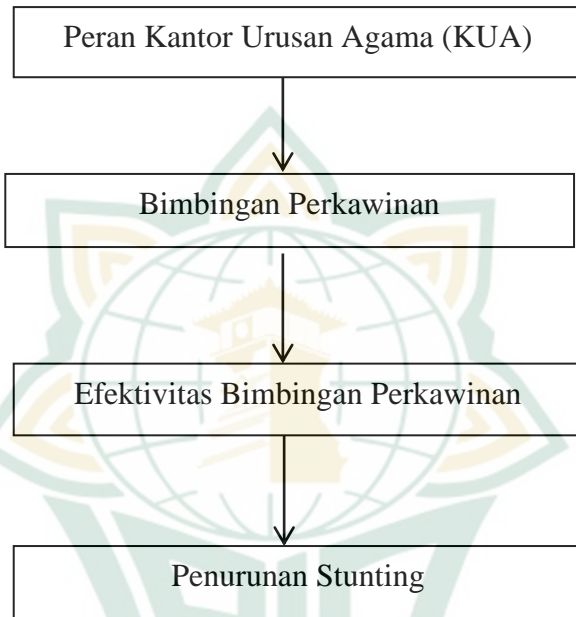 Peran Kantor Urusan Agama (KUA)
Bimbingan Perkawinan
Efektivitas Bimbingan Perkawinan
Penurunan Stunting